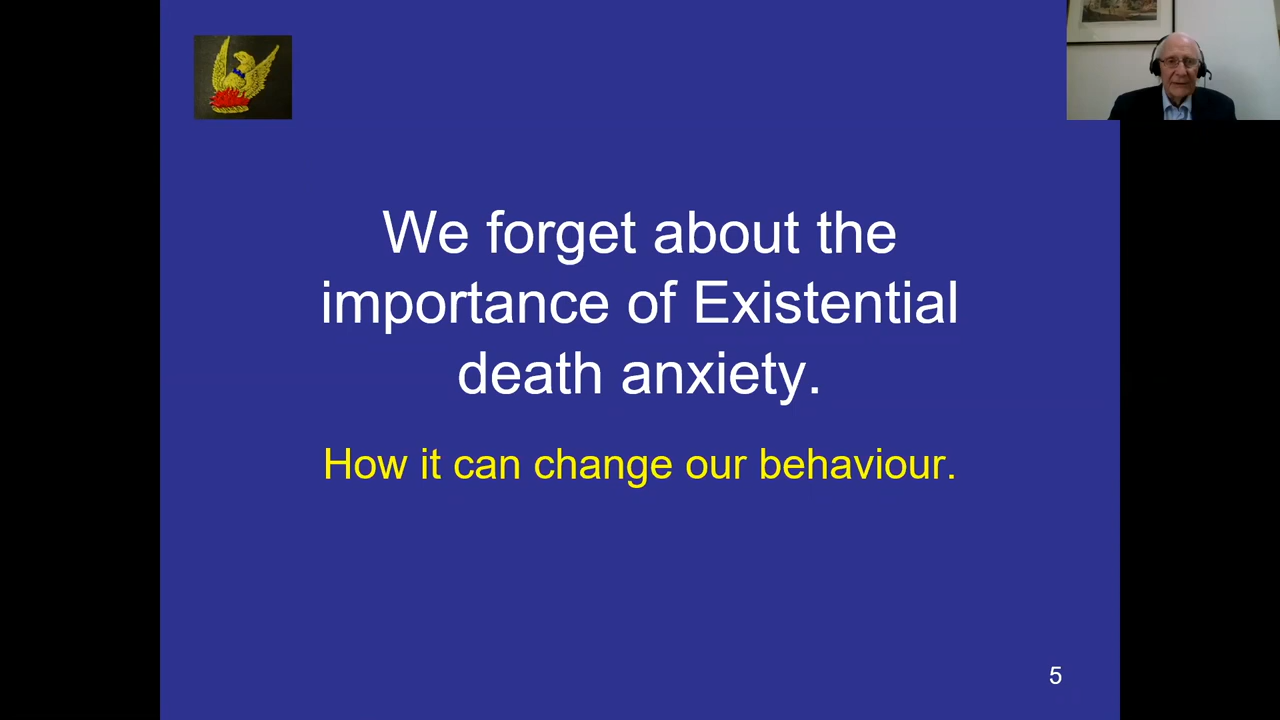 We forget about the
importance of Existential
death anxiety.
How it can change our behaviour.
5